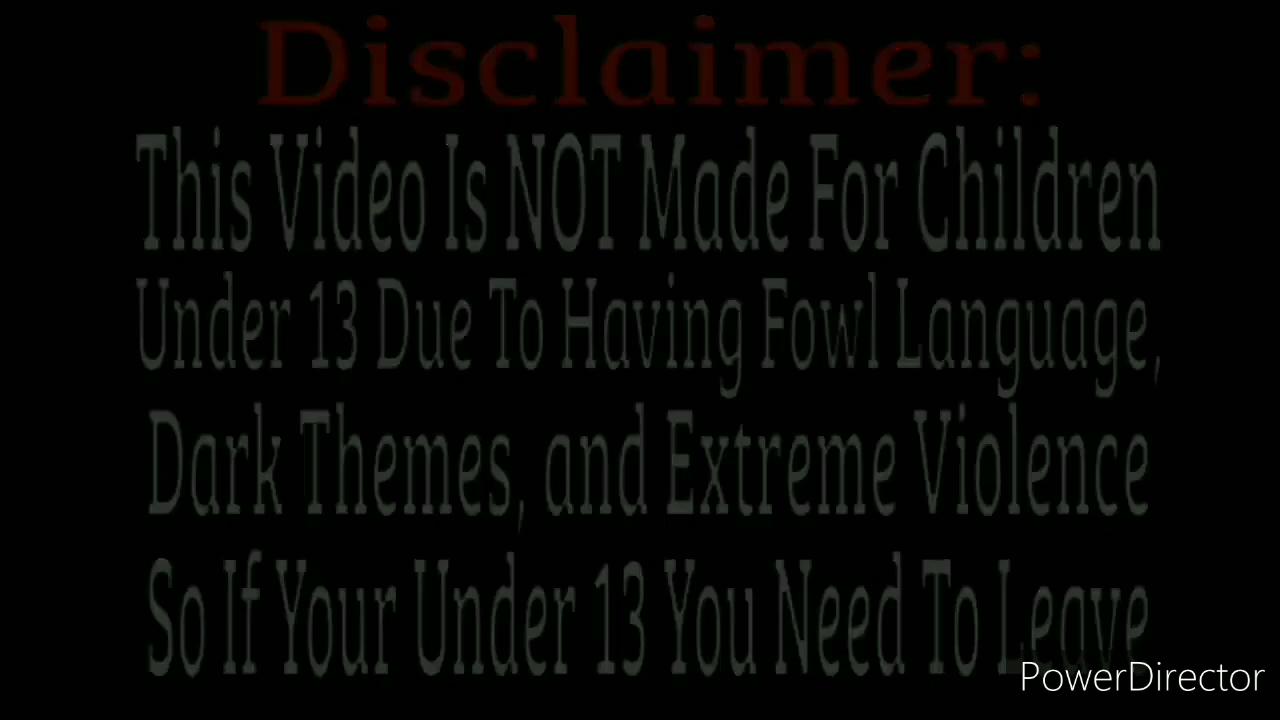 Disclaimer:
This Video Is NOT Made For Children
Under 13 Due To Having Fowl Language,
Dark Themes, and Extreme Violence
So If Your Under 13 You Need To Leave
PowerDirector